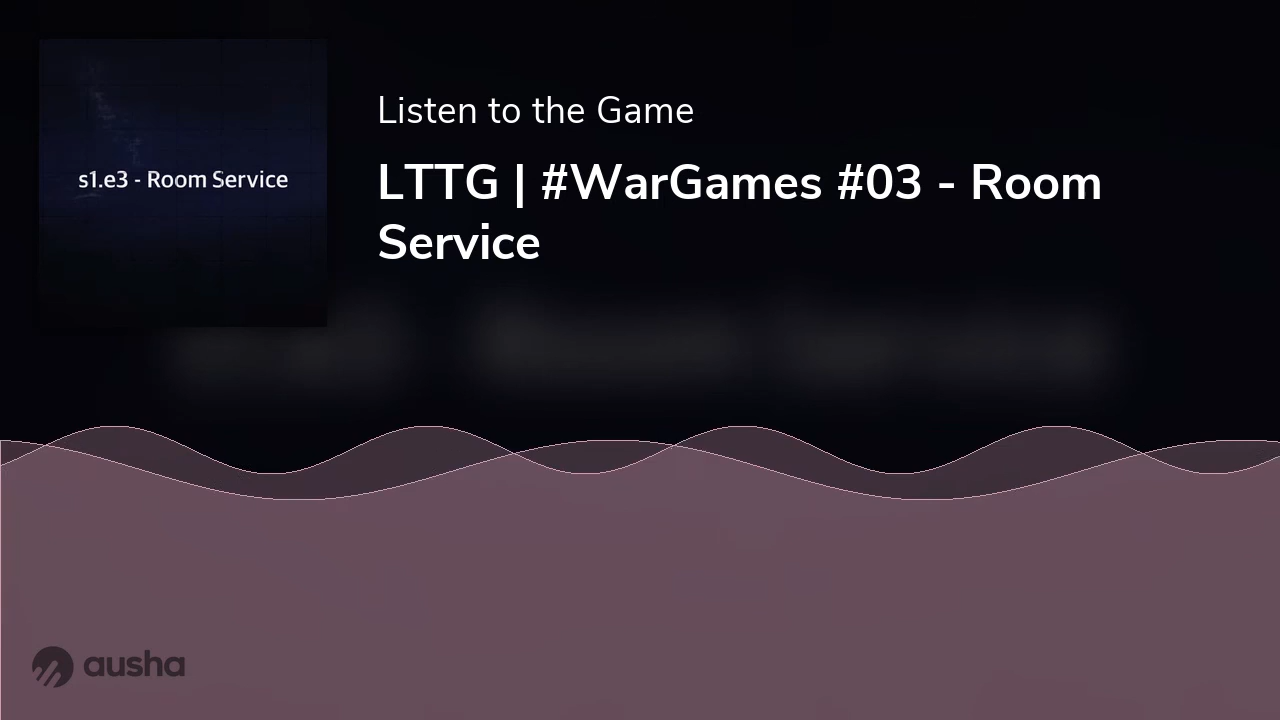 Listen to the Game
LTTG | #WarGames #03 - Room
Service
s1.e3 - Room Service
ausha